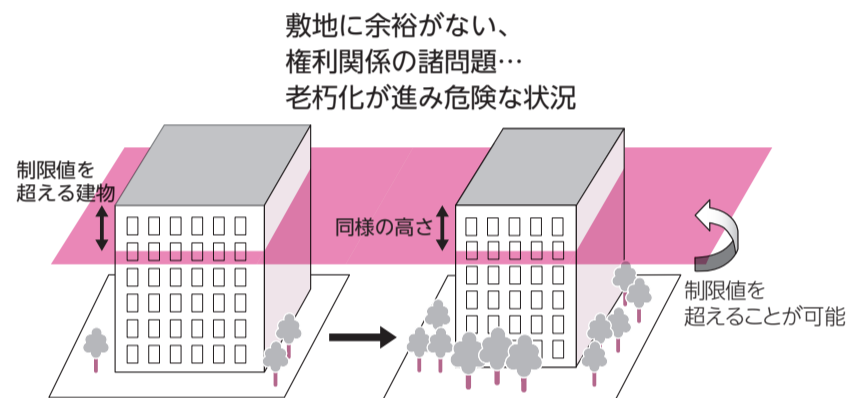 敷地に余裕がない、
権利関係の諸問題…
老朽化が進み危険な状況
制限値を
超える建物
同様の高さ
制限値を
超えることが可能